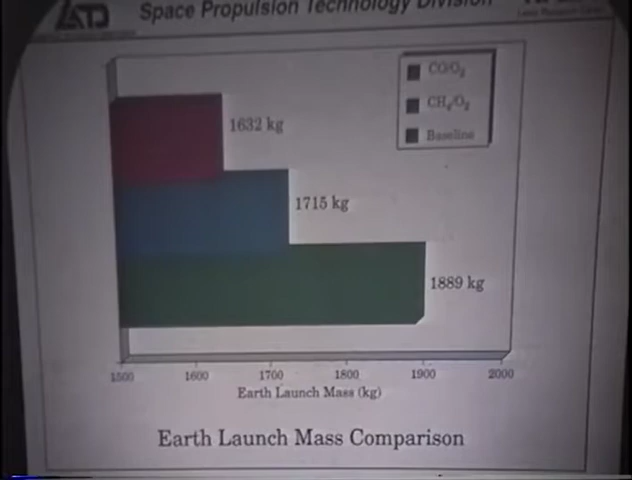 Space Propulsion Technology Division
CO/O₂
CH₄/O₂
Baseline
1632 kg
1715 kg
1889 kg
1500 1600 1700 1800 1900 2000
Earth Launch Mass (kg)
Earth Launch Mass Comparison